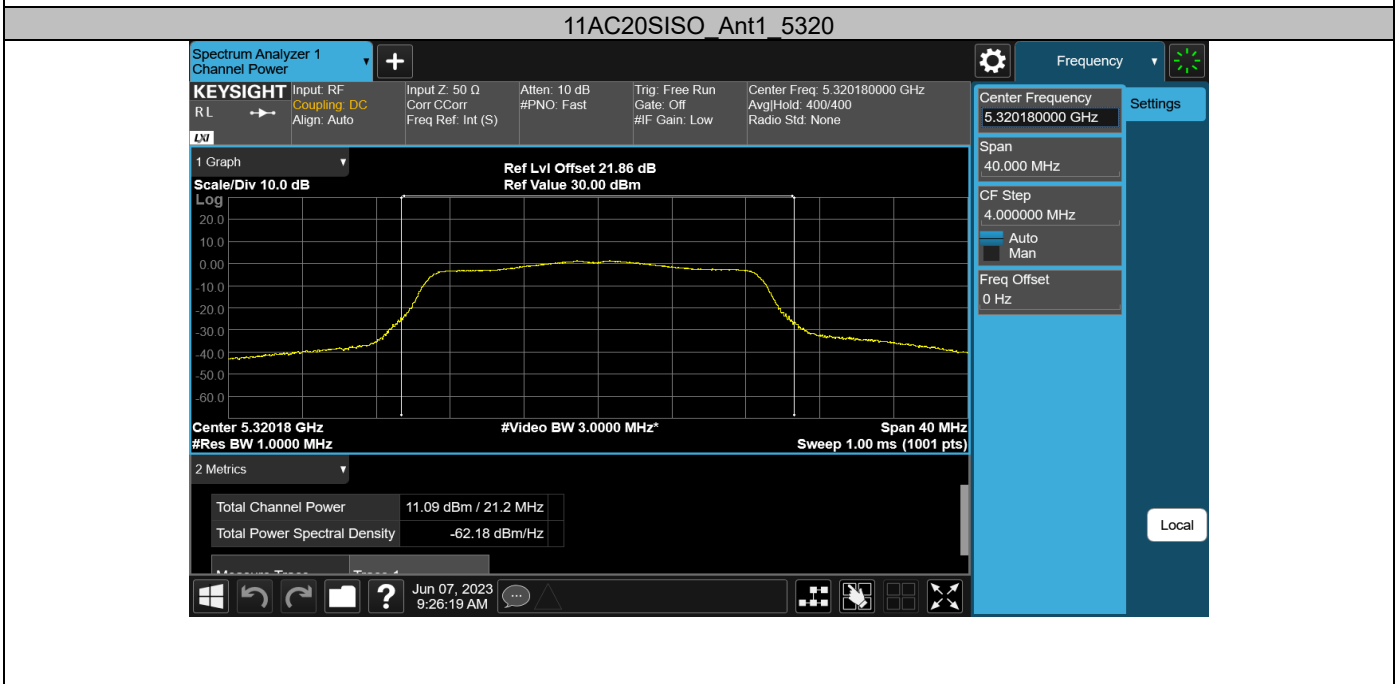 11AC20SISO_Ant1_5320
Spectrum Analyzer 1
Channel Power
Frequency
KEYSIGHT
R L
LXI
Input: RF
Coupling: DC
Align: Auto
Input Z: 50 Ω
Corr CCorr
Freq Ref: Int (S)
Atten: 10 dB
#PNO: Fast
Trig: Free Run
Gate: Off
#IF Gain: Low
Center Freq: 5.320180000 GHz
Avg|Hold: 400/400
Radio Std: None
Center Frequency
5.320180000 GHz
Settings
Span
40.000 MHz
CF Step
4.000000 MHz
Auto
Man
Freq Offset
0 Hz
Local
1 Graph
Scale/Div 10.0 dB
Ref Lvl Offset 21.86 dB
Ref Value 30.00 dBm
Log
20.0
10.0
0.00
-10.0
-20.0
-30.0
-40.0
-50.0
-60.0
Center 5.32018 GHz
#Video BW 3.0000 MHz*
Span 40 MHz
#Res BW 1.0000 MHz
Sweep 1.00 ms (1001 pts)
2 Metrics
Total Channel Power 11.09 dBm / 21.2 MHz
Total Power Spectral Density -62.18 dBm/Hz
Measure Trace Trace 1
?
Jun 07, 2023
9:26:19 AM